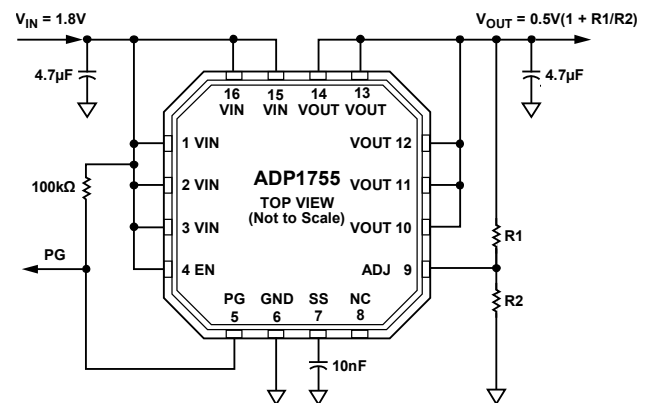 VIN = 1.8V
VOUT = 0.5V(1 + R1/R2)
4.7µF
4.7µF
16
VIN
15
VIN
14
VOUT
13
VOUT
1 VIN
2 VIN
3 VIN
4 EN
VOUT 12
VOUT 11
VOUT 10
ADJ 9
ADP1755
TOP VIEW
(Not to Scale)
100kΩ
PG
R1
R2
PG
5
GND
6
SS
7
NC
8
10nF